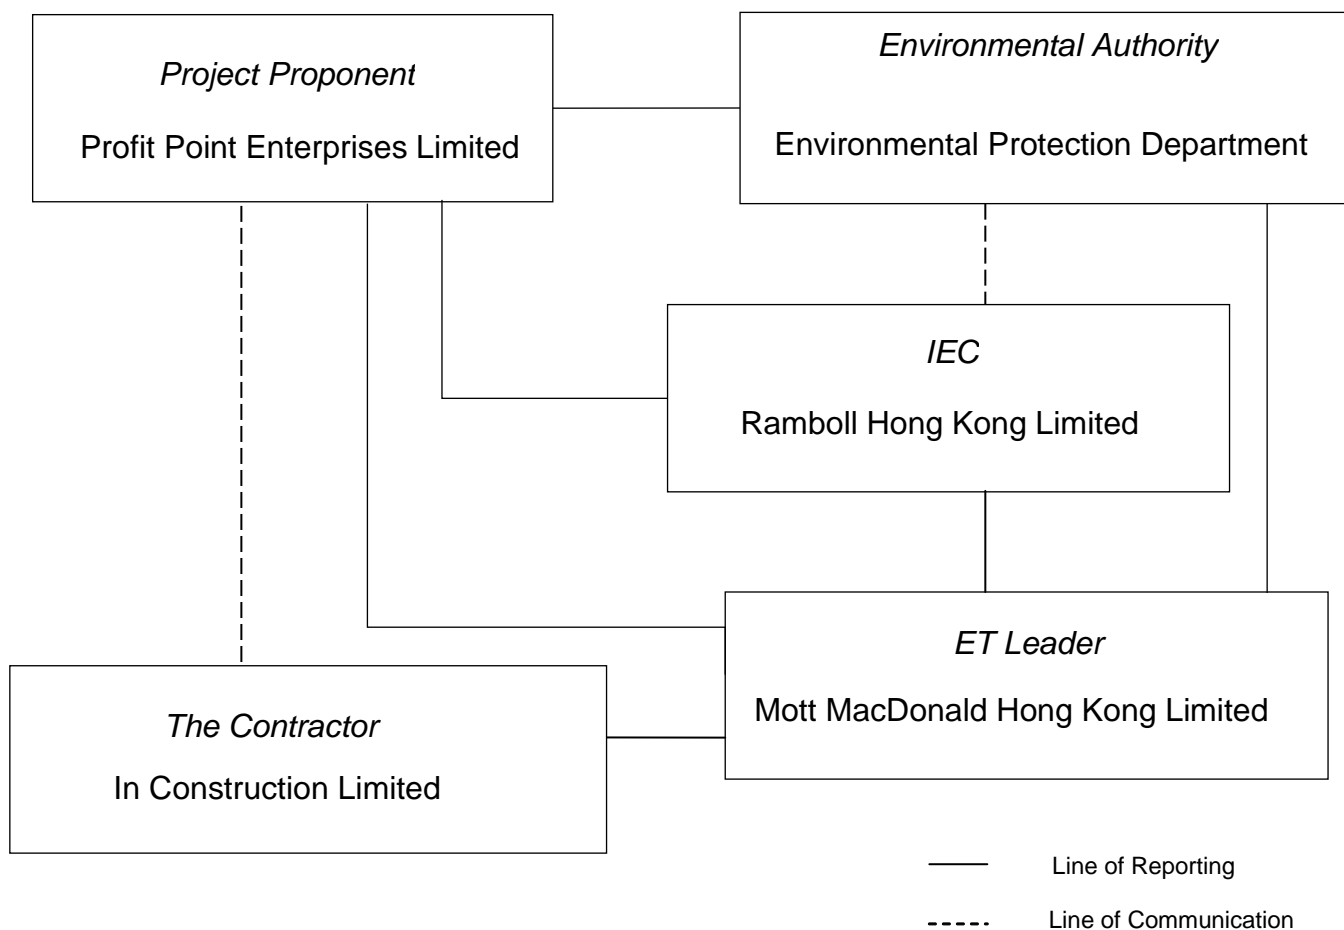 Project Proponent
Profit Point Enterprises Limited
Environmental Authority
Environmental Protection Department
IEC
Ramboll Hong Kong Limited
ET Leader
Mott MacDonald Hong Kong Limited
The Contractor
In Construction Limited
Line of Reporting
Line of Communication